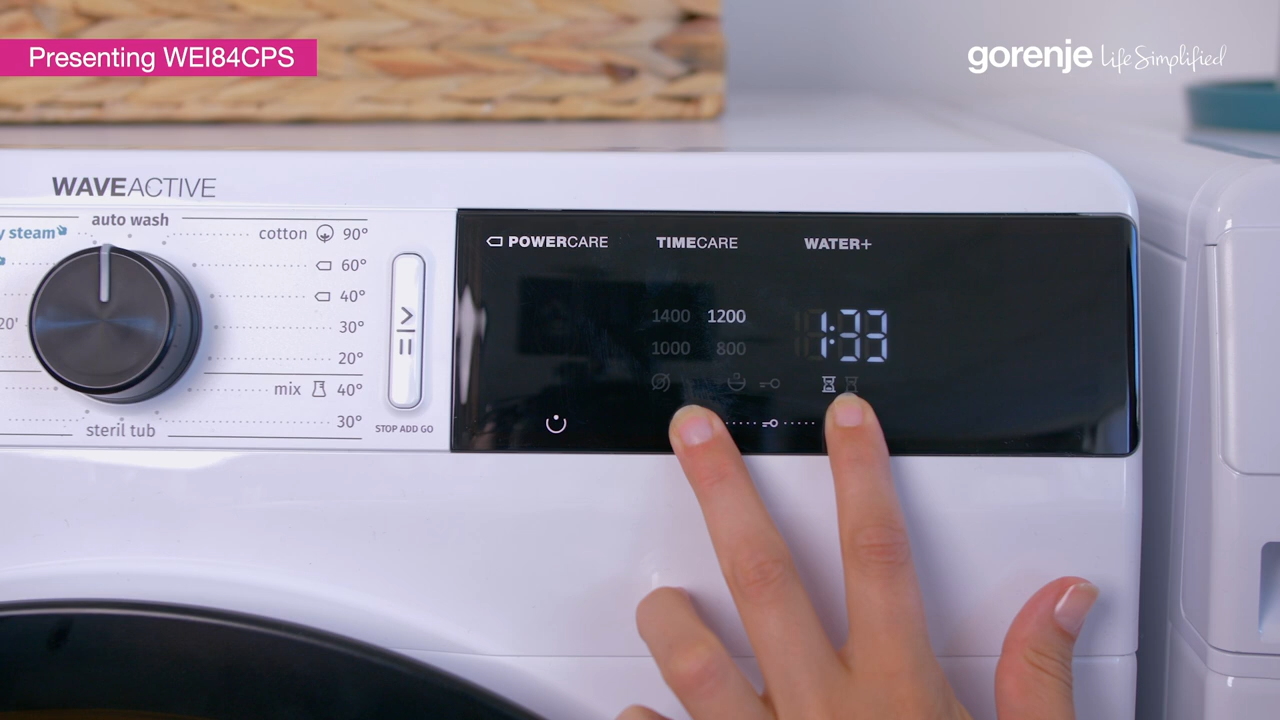 Presenting WEI84CPS
gorenje Life Simplified
WAVEACTIVE
auto wash
y steam
cotton 90°
60°
40°
20'
30°
20°
mix 40°
30°
steril tub
STOP ADD GO
POWERCARE TIMECARE WATER+
1400 1200
1000 800
1:33